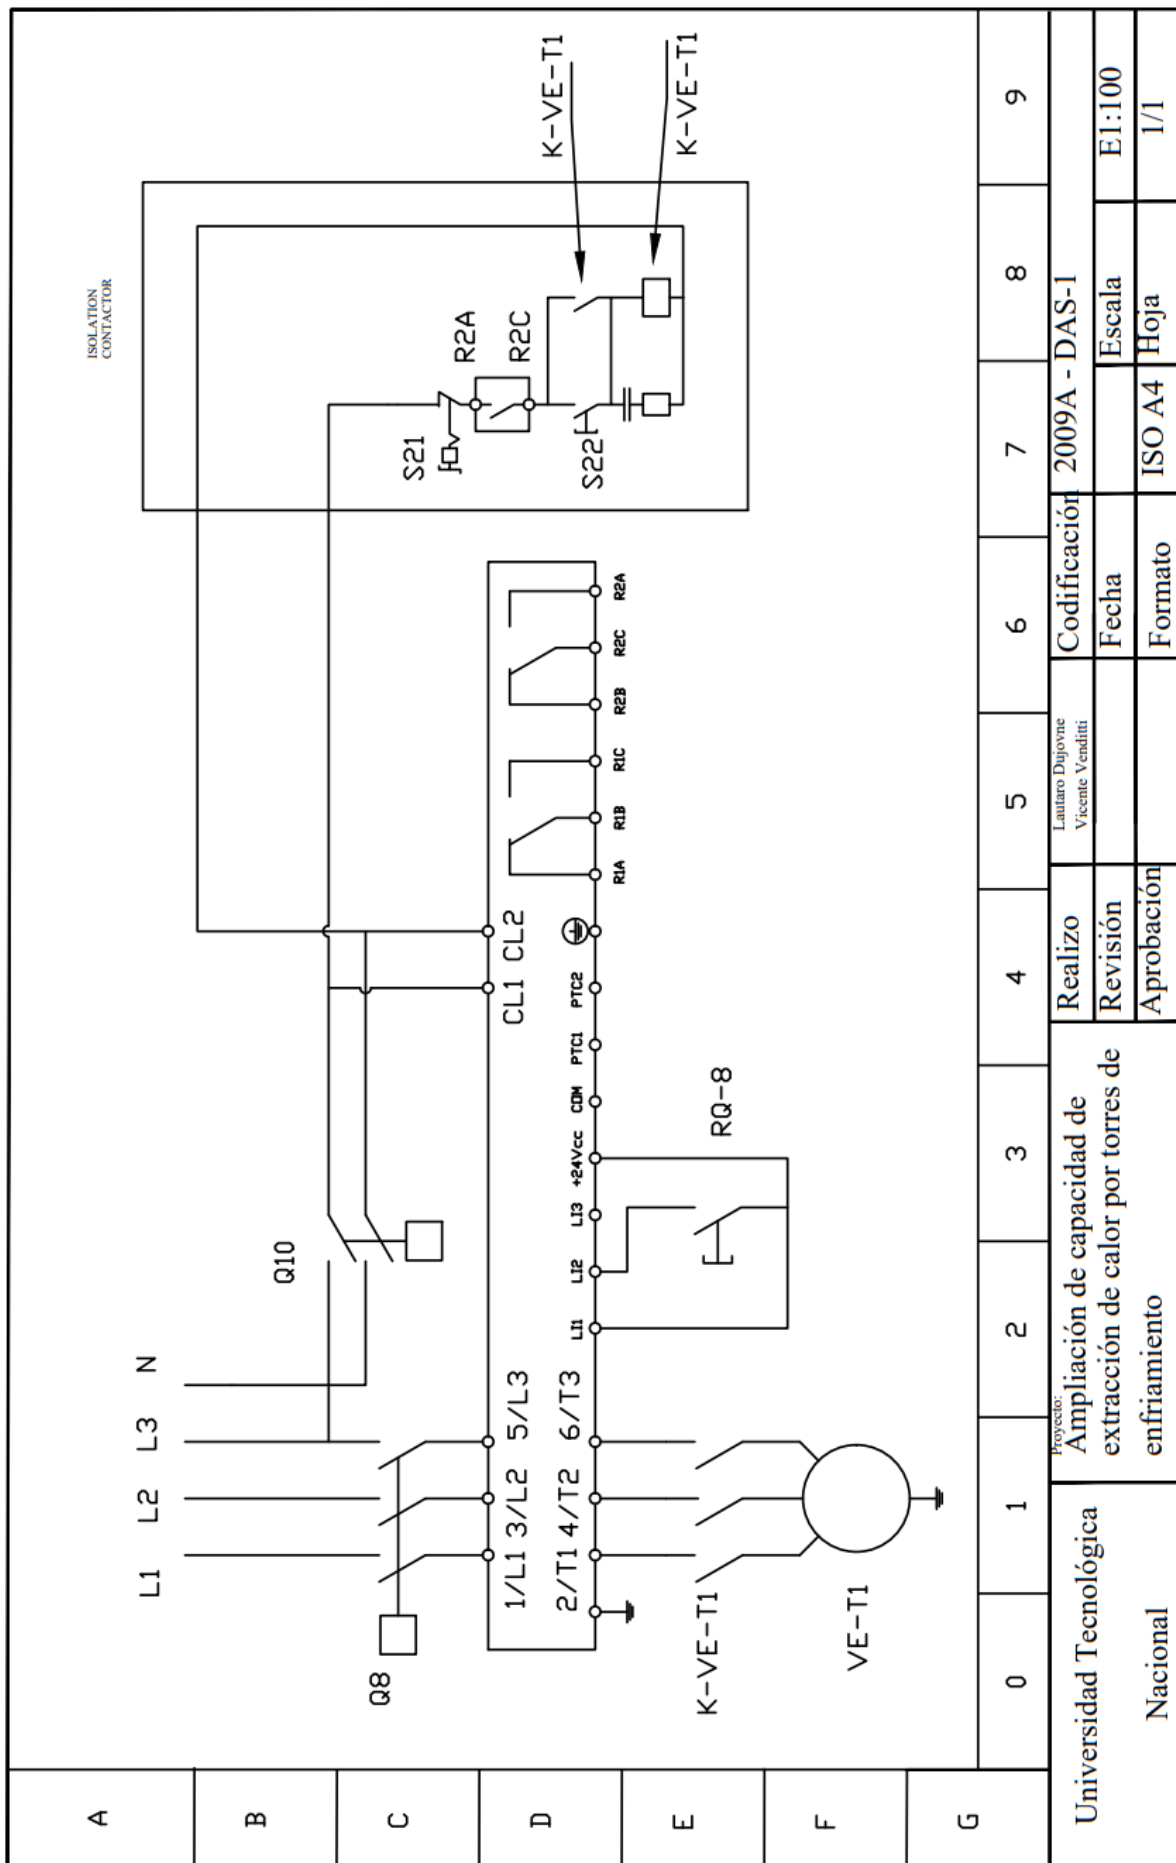 A
B
C
D
E
F
G
L1 L2 L3 N
ISOLATION
CONTACTOR
Q10
Q8
K-VE-T1
K-VE-T1
S21
R2A
R2C
S22
1/L1 3/L2 5/L3
CL1 CL2
2/T1 4/T2 6/T3
LI1 LI2 LI3 +24Vcc COM PTC1 PTC2
R1A R1B R1C R2B R2C R2A
RQ-8
K-VE-T1
VE-T1
0 1 2 3 4 5 6 7 8 9
Universidad Tecnológica
Nacional
Proyecto:
Ampliación de capacidad de
extracción de calor por torres de
enfriamiento
Realizo
Lautaro Dujovne
Vicente Venditti
Codificación 2009A - DAS-1
Revisión Fecha Escala E1:100
Aprobación Formato ISO A4 Hoja 1/1